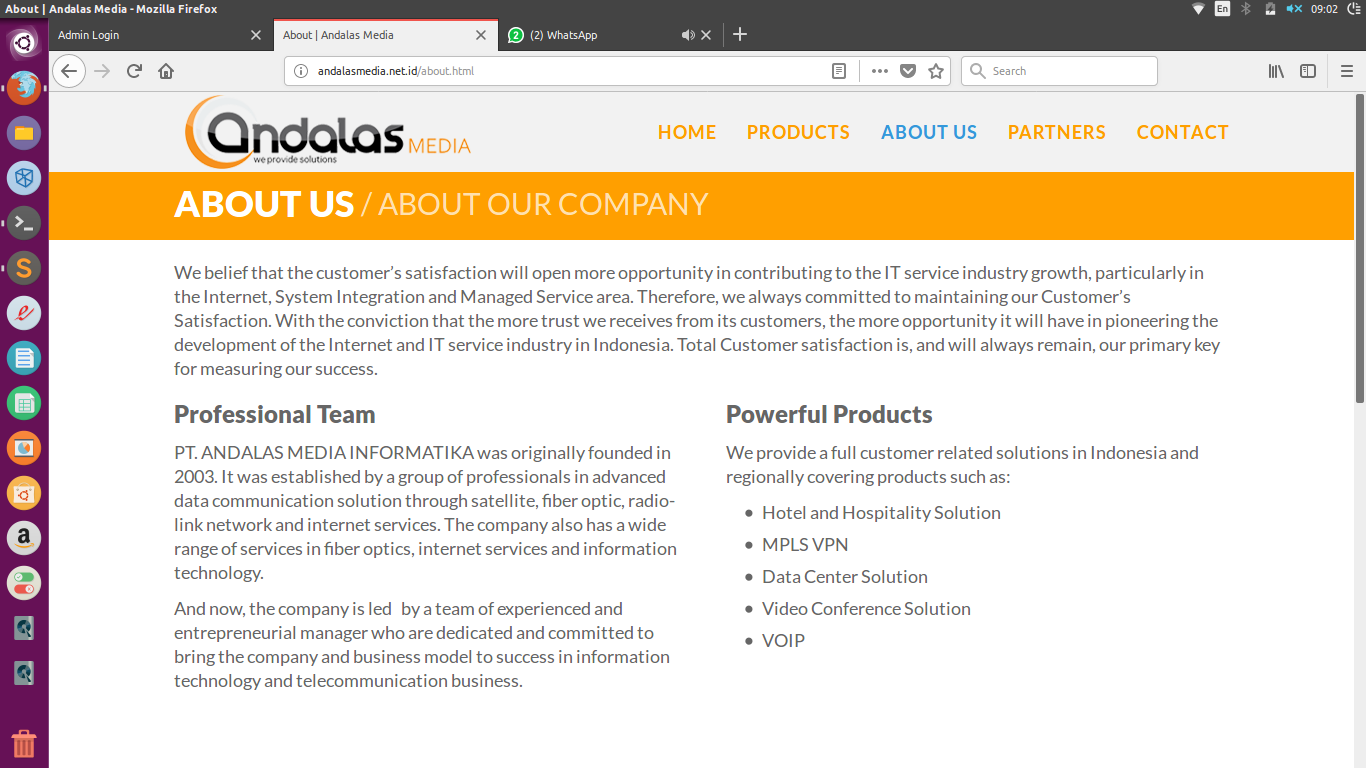 About | Andalas Media - Mozilla Firefox
En
09:02
Admin Login
About | Andalas Media
2
(2) WhatsApp
andalasmedia.net.id/about.html
Search
andalas MEDIA
we provide solutions
HOME
PRODUCTS
ABOUT US
PARTNERS
CONTACT
ABOUT US / ABOUT OUR COMPANY
We belief that the customer’s satisfaction will open more opportunity in contributing to the IT service industry growth, particularly in
the Internet, System Integration and Managed Service area. Therefore, we always committed to maintaining our Customer’s
Satisfaction. With the conviction that the more trust we receives from its customers, the more opportunity it will have in pioneering the
development of the Internet and IT service industry in Indonesia. Total Customer satisfaction is, and will always remain, our primary key
for measuring our success.
Professional Team
PT. ANDALAS MEDIA INFORMATIKA was originally founded in
2003. It was established by a group of professionals in advanced
data communication solution through satellite, fiber optic, radio-
link network and internet services. The company also has a wide
range of services in fiber optics, internet services and information
technology.
And now, the company is led  by a team of experienced and
entrepreneurial manager who are dedicated and committed to
bring the company and business model to success in information
technology and telecommunication business.
Powerful Products
We provide a full customer related solutions in Indonesia and
regionally covering products such as:
• Hotel and Hospitality Solution
• MPLS VPN
• Data Center Solution
• Video Conference Solution
• VOIP